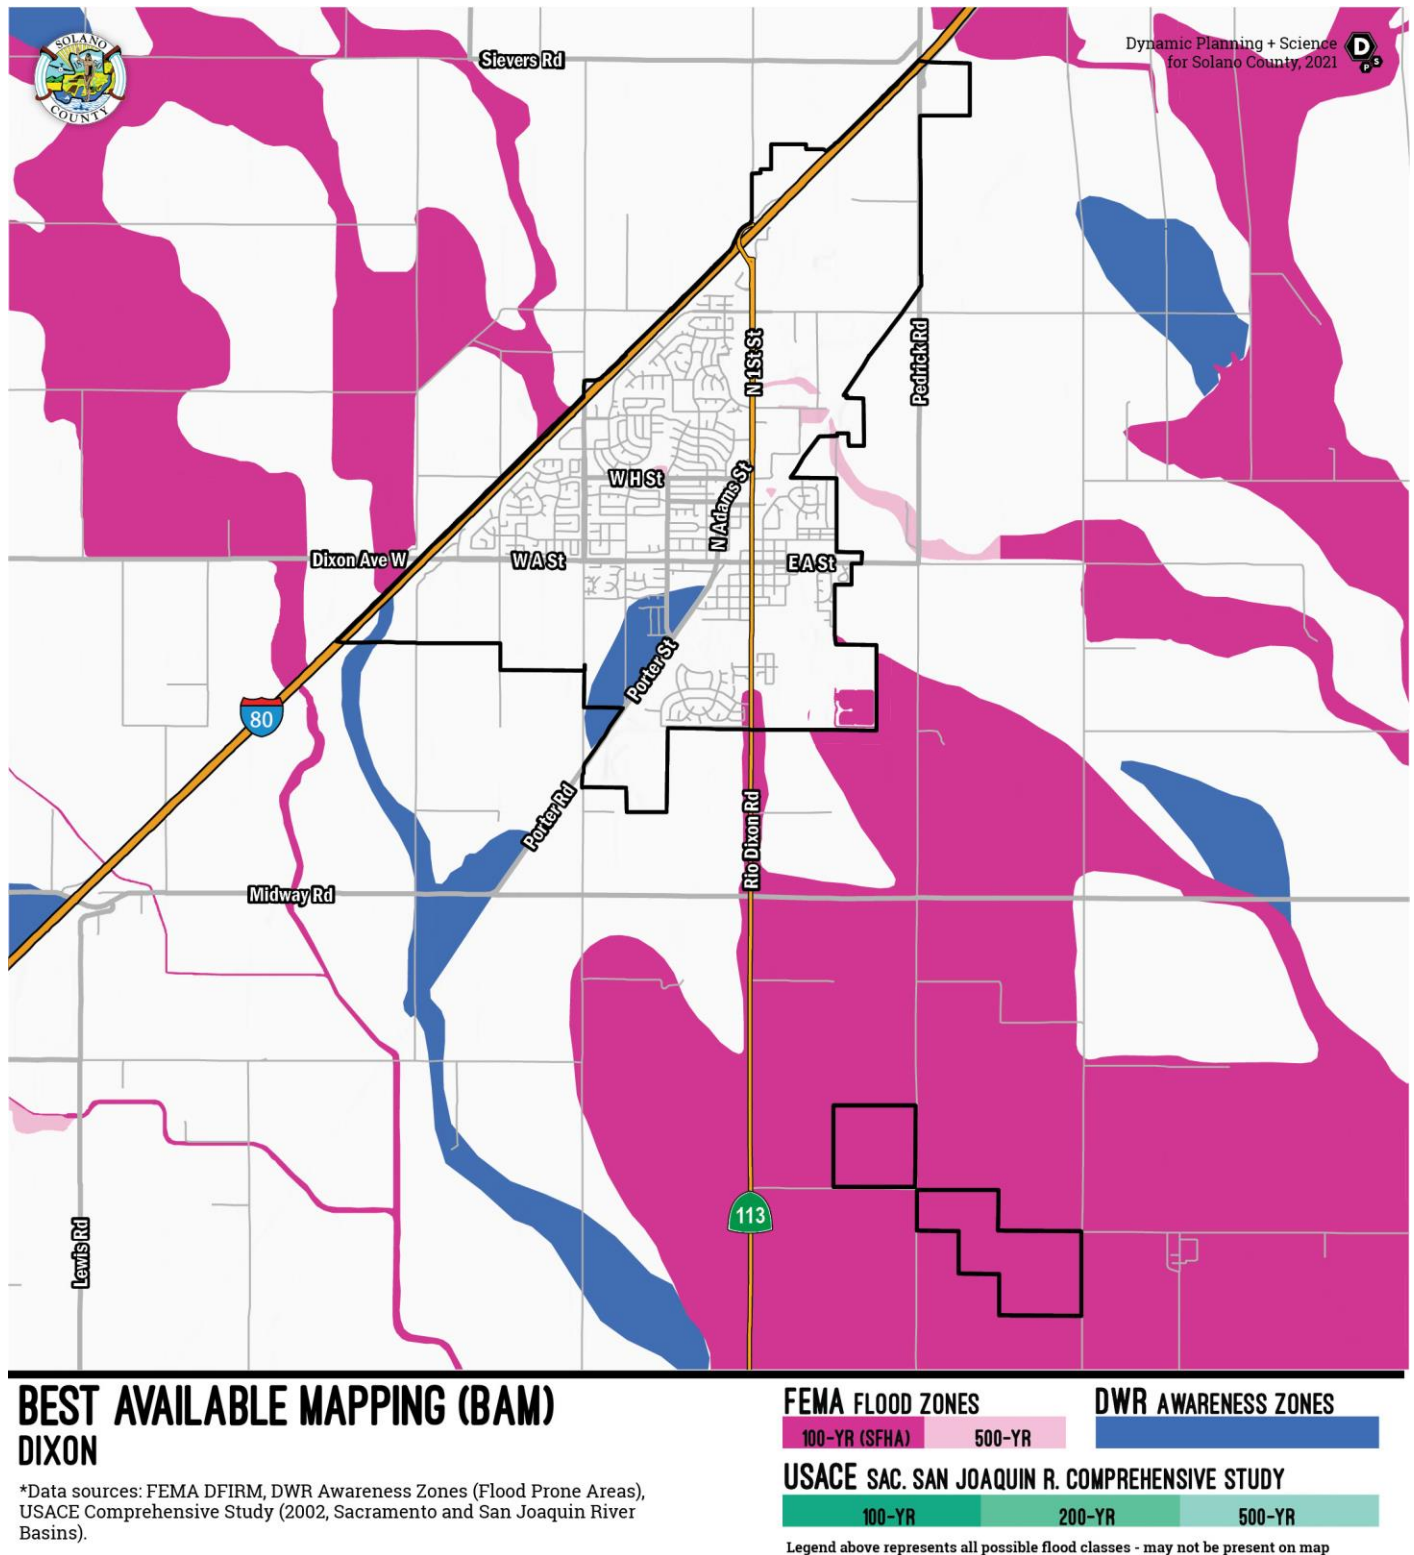 SOLANO
COUNTY
Dynamic Planning + Science
for Solano County, 2021
D
P S
Sievers Rd
N 1St St
Pedrick Rd
W H St
N Adams St
Dixon Ave W
W A St
E A St
Porter St
80
Porter Rd
Rio Dixon Rd
Midway Rd
113
Lewis Rd
BEST AVAILABLE MAPPING (BAM)
DIXON
*Data sources: FEMA DFIRM, DWR Awareness Zones (Flood Prone Areas),
USACE Comprehensive Study (2002, Sacramento and San Joaquin River
Basins).
FEMA FLOOD ZONES
100-YR (SFHA)
500-YR
DWR AWARENESS ZONES
USACE SAC. SAN JOAQUIN R. COMPREHENSIVE STUDY
100-YR
200-YR
500-YR
Legend above represents all possible flood classes - may not be present on map